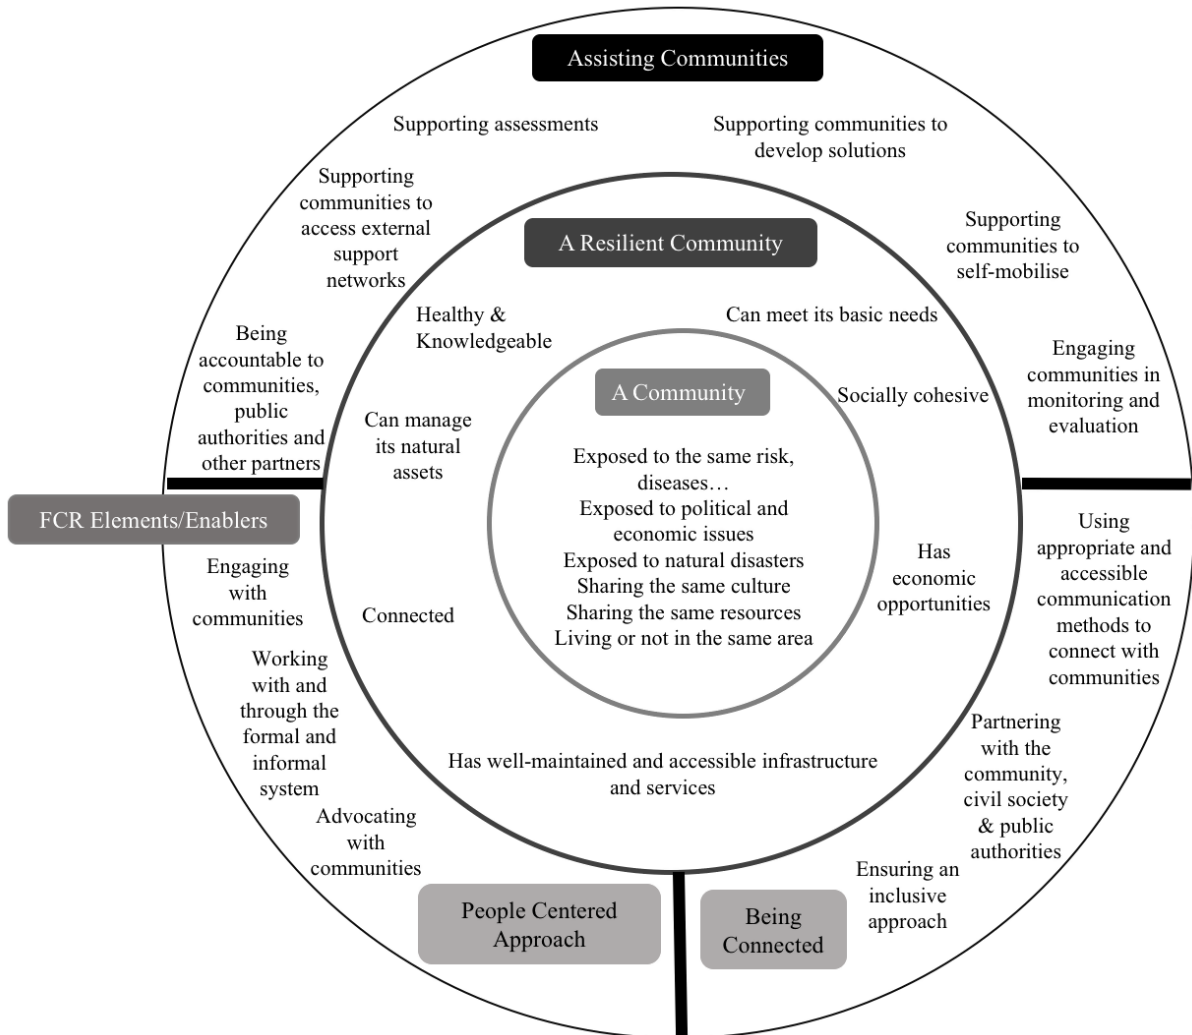 Assisting Communities
Supporting assessments
Supporting communities to
develop solutions
Supporting
communities to
access external
support
networks
Supporting
communities to
self-mobilise
Being
accountable to
communities,
public
authorities and
other partners
Engaging
communities in
monitoring and
evaluation
A Resilient Community
Healthy &
Knowledgeable
Can meet its basic needs
Can manage
its natural
assets
Socially cohesive
Connected
Has
economic
opportunities
Has well-maintained and accessible infrastructure
and services
A Community
Exposed to the same risk,
diseases…
Exposed to political and
economic issues
Exposed to natural disasters
Sharing the same culture
Sharing the same resources
Living or not in the same area
FCR Elements/Enablers
Engaging
with
communities
Working
with and
through the
formal and
informal
system
Advocating
with
communities
People Centered
Approach
Using
appropriate and
accessible
communication
methods to
connect with
communities
Partnering
with the
community,
civil society
& public
authorities
Ensuring an
inclusive
approach
Being
Connected